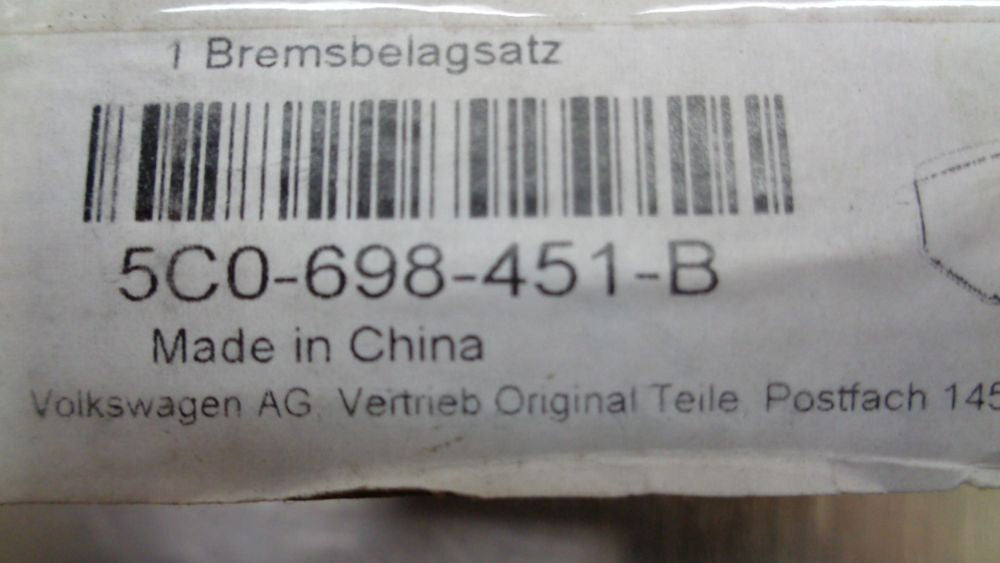 1 Bremsbelagsatz
5C0-698-451-B
Made in China
Volkswagen AG, Vertrieb Original Teile, Postfach 145